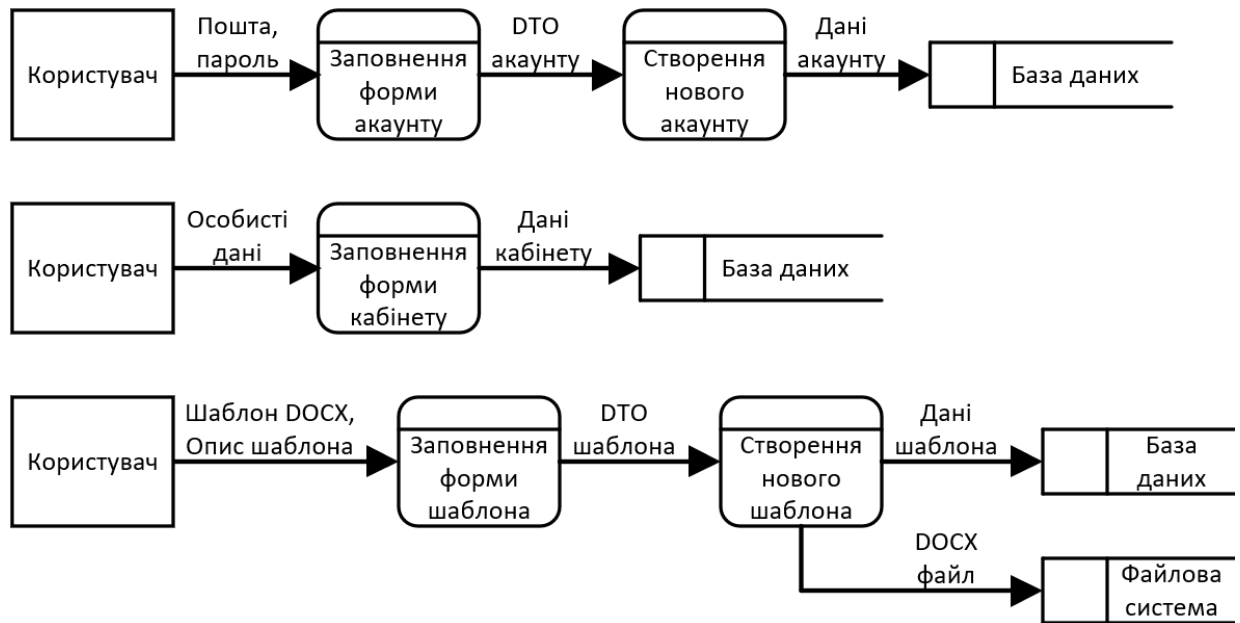 Користувач
Пошта,
пароль
Заповнення
форми
акаунту
DTO
акаунту
Створення
нового
акаунту
Дані
акаунту
База даних
Користувач
Особисті
дані
Заповнення
форми
кабінету
Дані
кабінету
База даних
Користувач
Шаблон DOCX,
Опис шаблона
Заповнення
форми
шаблона
DTO
шаблона
Створення
нового
шаблона
Дані
шаблона
База
даних
DOCX
файл
Файлова
система